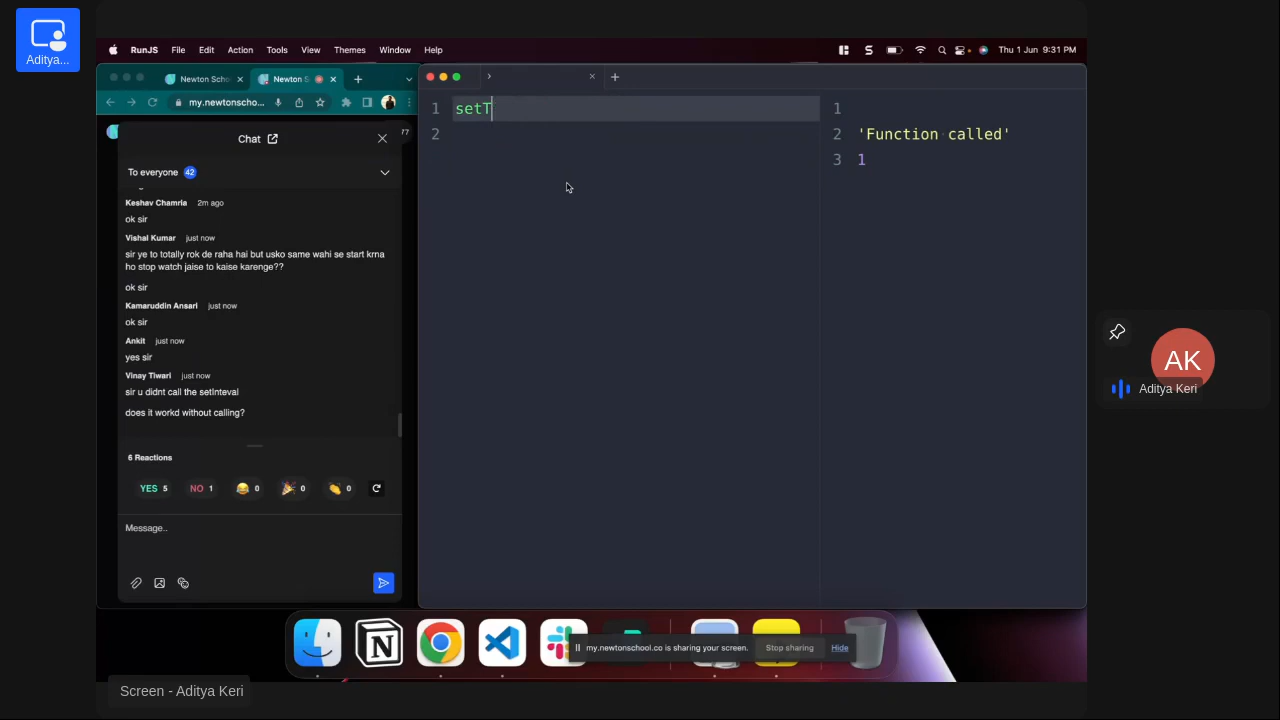 Aditya...
RunJS File Edit Action Tools View Themes Window Help
Thu 1 Jun 9:31 PM
Newton Scho
Newton S
my.newtonschoo...
Chat
77
To everyone 42
Keshav Chamria 2m ago
ok sir
Vishal Kumar just now
sir ye to totally rok de raha hai but usko same wahi se start krna
ho stop watch jaise to kaise karenge??
ok sir
Kamaruddin Ansari just now
ok sir
Ankit just now
yes sir
Vinay Tiwari just now
sir u didnt call the setInteval
does it workd without calling?
6 Reactions
YES 5 NO 1 0 0 0
Message..
1 setT
2
1
2 'Function called'
3 1
my.newtonschool.co is sharing your screen. Stop sharing Hide
Screen - Aditya Keri
AK
Aditya Keri